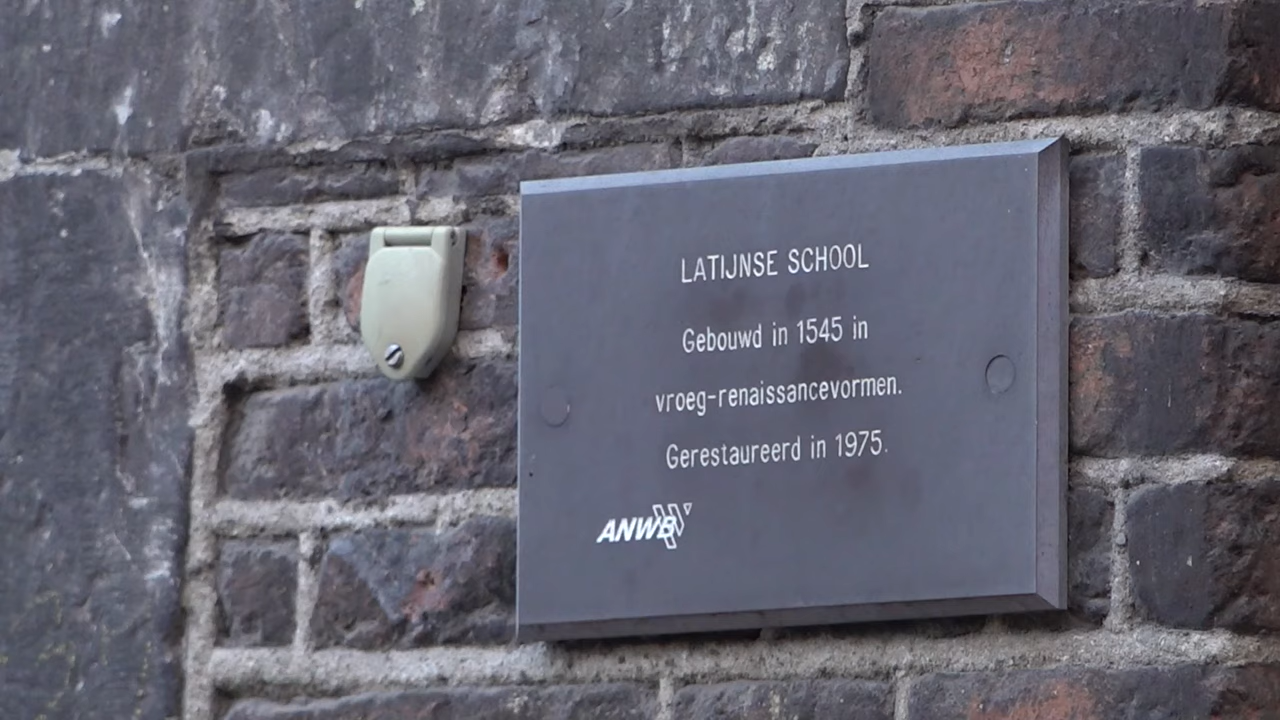 LATIJNSE SCHOOL
Gebouwd in 1545 in
vroeg-renaissancevormen.
Gerestaureerd in 1975.
ANWB